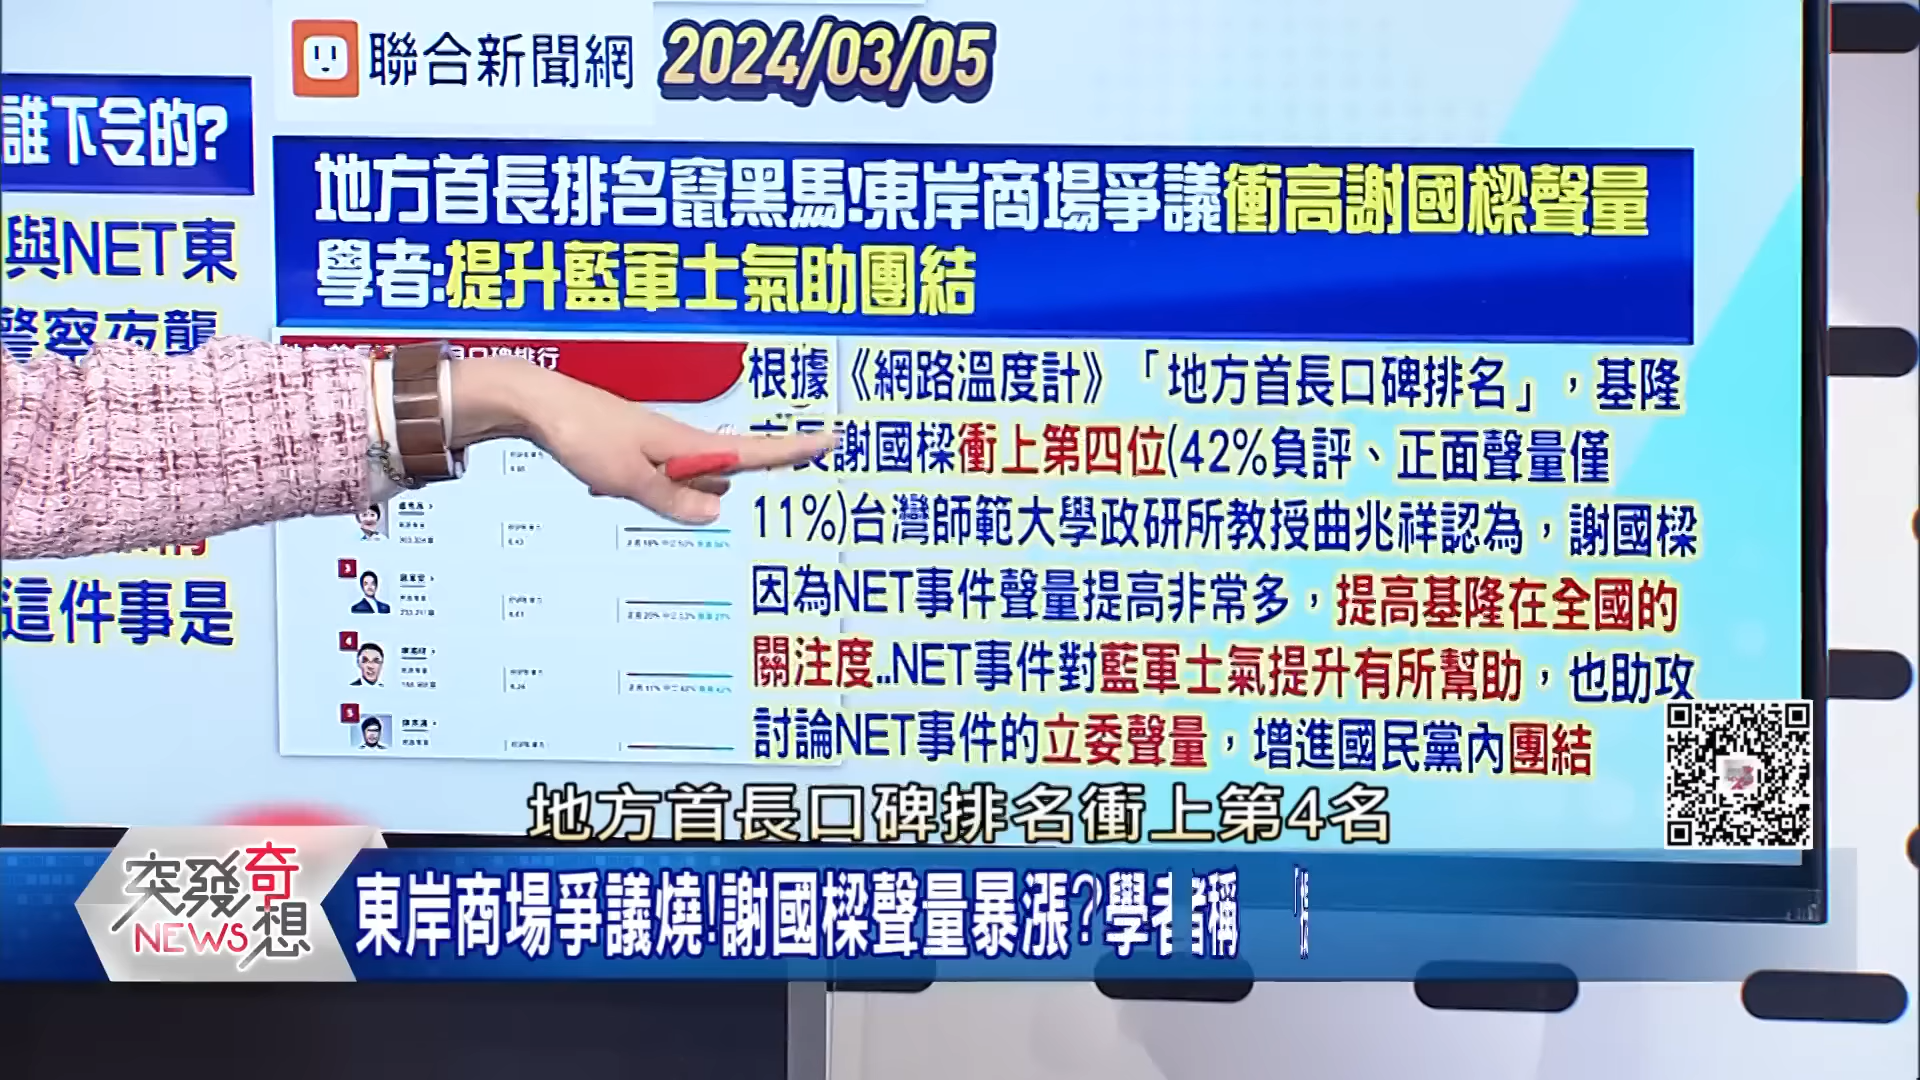 聯合新聞網 2024/03/05
誰下令的?
與NET東
警察夜襲
這件事是
地方首長排名竄黑馬!東岸商場爭議衝高謝國樑聲量
學者:提升藍軍士氣助團結
根據《網路溫度計》「地方首長口碑排名」，基隆
市長謝國樑衝上第四位(42%負評、正面聲量僅
11%)台灣師範大學政研所教授曲兆祥認為，謝國樑
因為NET事件聲量提高非常多，提高基隆在全國的
關注度..NET事件對藍軍士氣提升有所幫助，也助攻
討論NET事件的立委聲量，增進國民黨內團結
3
4
5
地方首長口碑排名衝上第4名
突發奇想
NEWS
東岸商場爭議燒!謝國樑聲量暴漲?學者稱